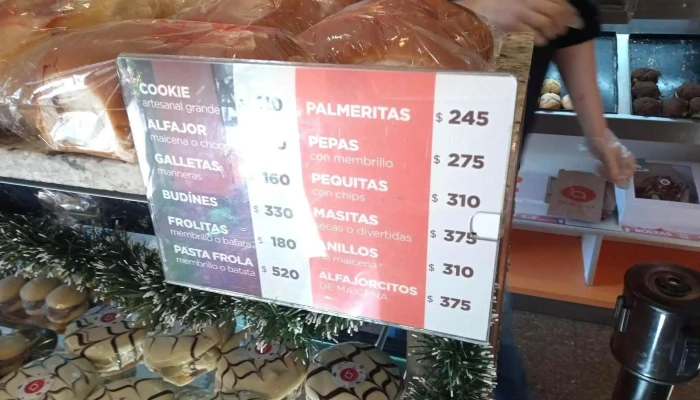 COOKIE
artesanal grande
ALFAJOR
maicena o
GALLETAS
marineras
160
BUDÍNES
$ 330
FROLITAS
membrillo o batata
$ 180
PASTA FROLA
membrillo o batata
$ 520
PALMERITAS
$ 245
PEPAS
con membrillo
$ 275
PEQUITAS
con chips
$ 310
MASITAS
secas o divertidas
$ 375
ANILLOS
de maicena
$ 310
ALFAJORCITOS
DE MAICENA
$ 375